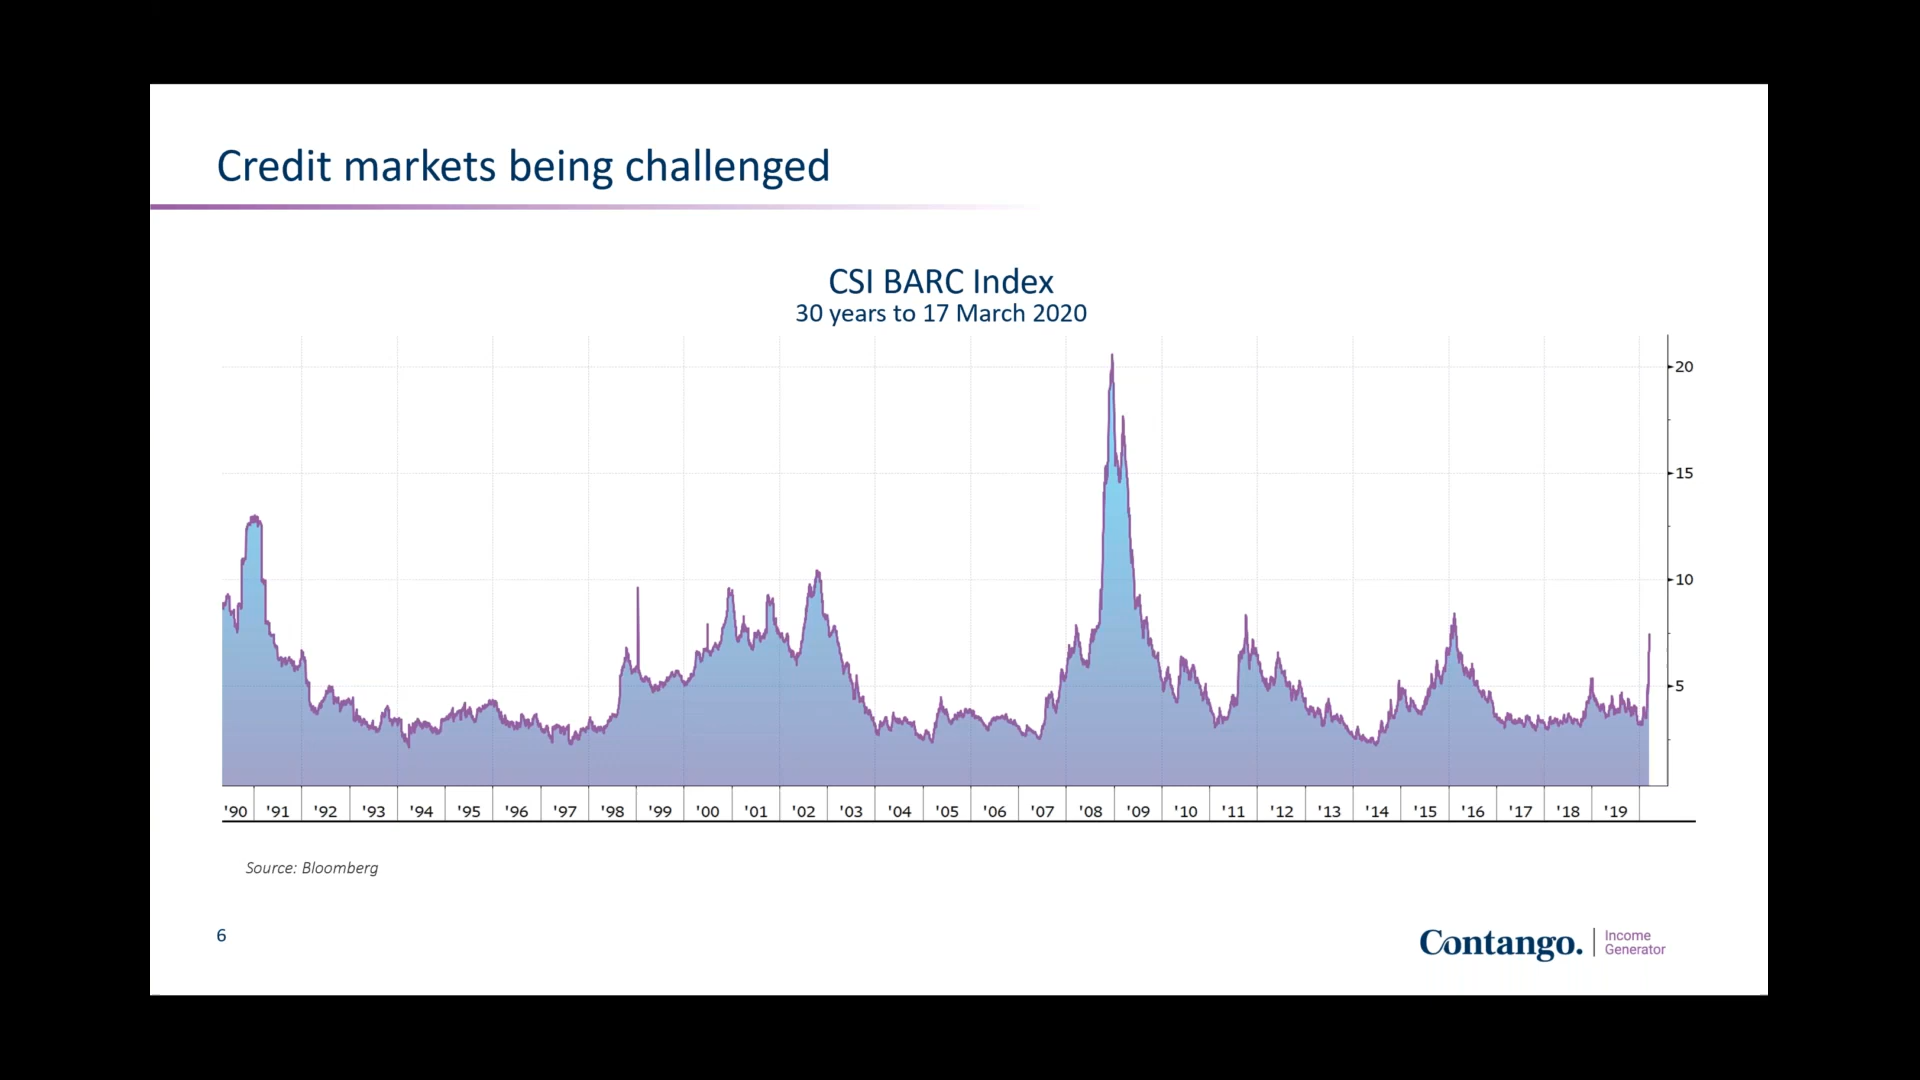 Credit markets being challenged
CSI BARC Index
30 years to 17 March 2020
20
15
10
5
'90 '91 '92 '93 '94 '95 '96 '97 '98 '99 '00 '01 '02 '03 '04 '05 '06 '07 '08 '09 '10 '11 '12 '13 '14 '15 '16 '17 '18 '19
Source: Bloomberg
6
Contango. Income
Generator